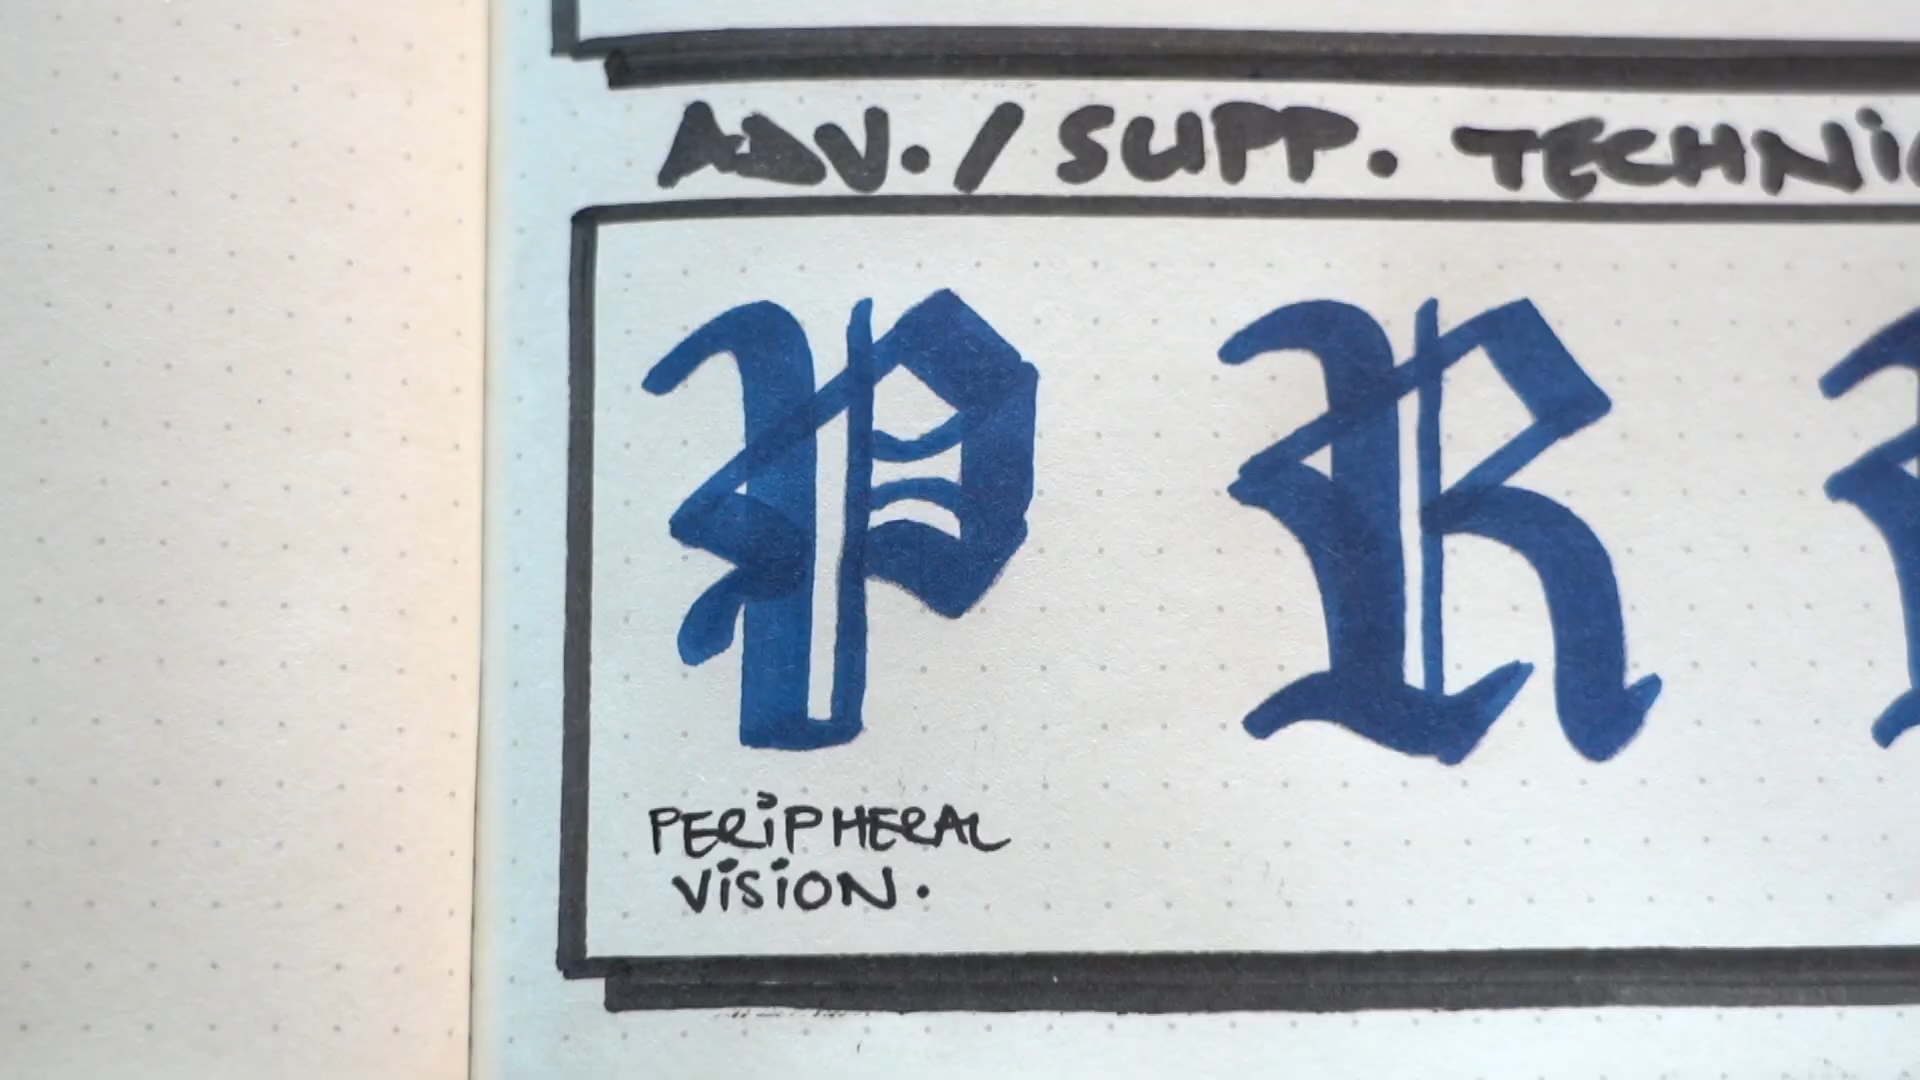 ADV./SUPP. TECHNI
P R
PERIPHERAL
VISION.